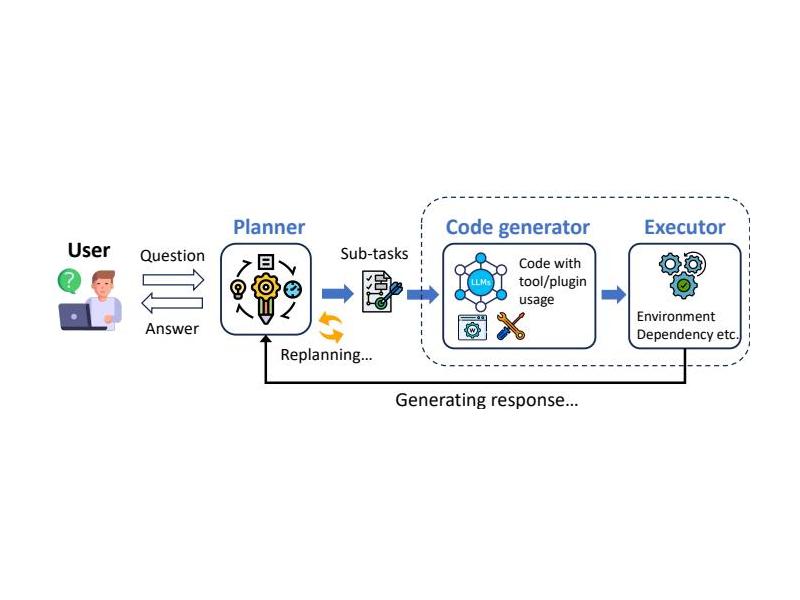 User
Question
Answer
Planner
Replanning...
Sub-tasks
Code generator
LLMs
Code with
tool/plugin
usage
W
Executor
Environment
Dependency etc.
Generating response...